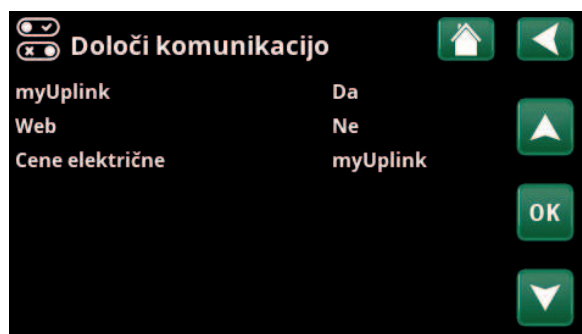 Določi komunikacijo
myUplink Da
Web Ne
Cene električne myUplink
OK